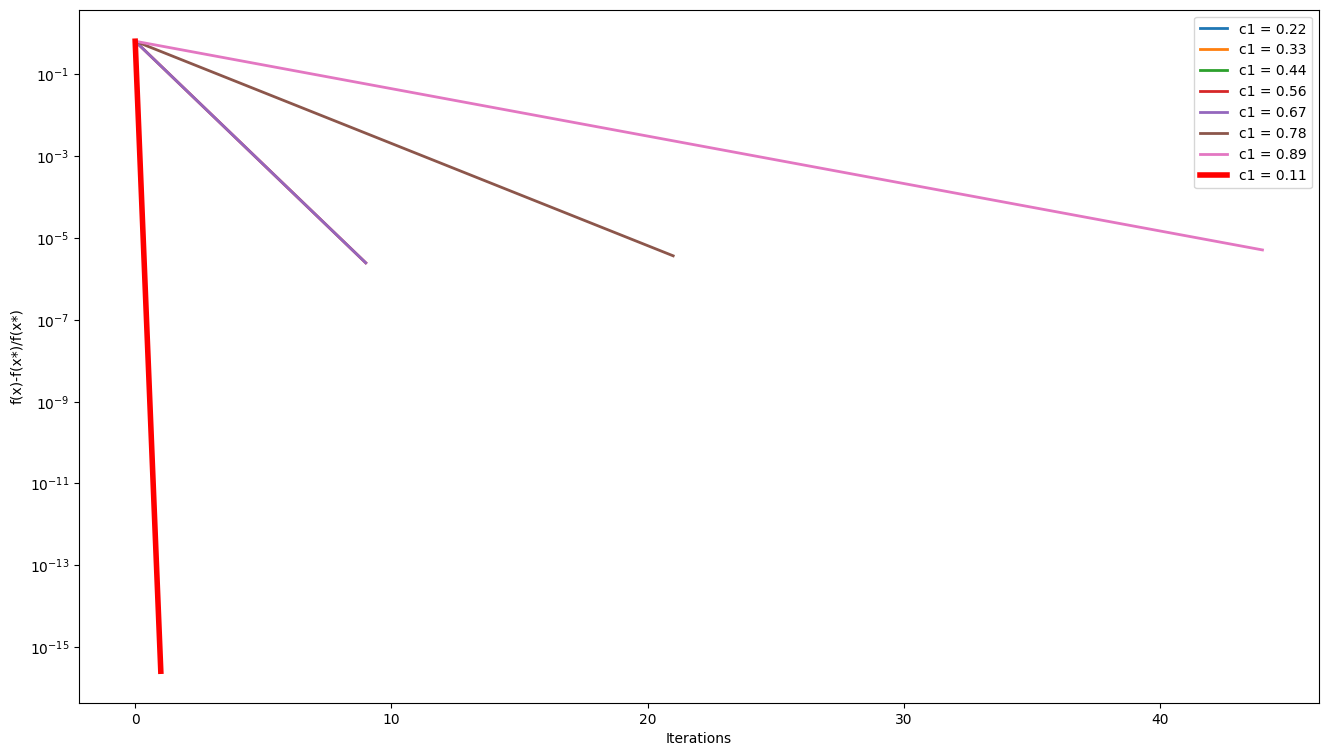 c1 = 0.22
c1 = 0.33
c1 = 0.44
c1 = 0.56
c1 = 0.67
c1 = 0.78
c1 = 0.89
c1 = 0.11
10⁻¹
10⁻³
10⁻⁵
10⁻⁷
10⁻⁹
10⁻¹¹
10⁻¹³
10⁻¹⁵
f(x)-f(x*)/f(x*)
0 10 20 30 40
Iterations